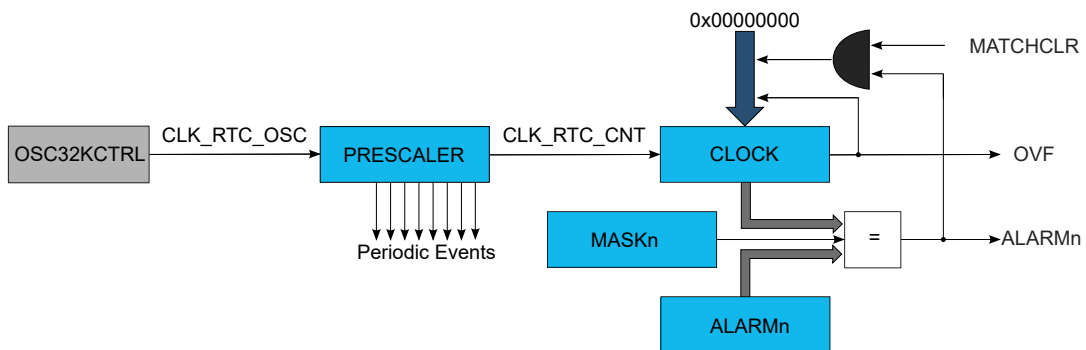 0x00000000
MATCHCLR
OSC32KCTRL
CLK_RTC_OSC
PRESCALER
CLK_RTC_CNT
CLOCK
OVF
Periodic Events
MASKn
=
ALARMn
ALARMn